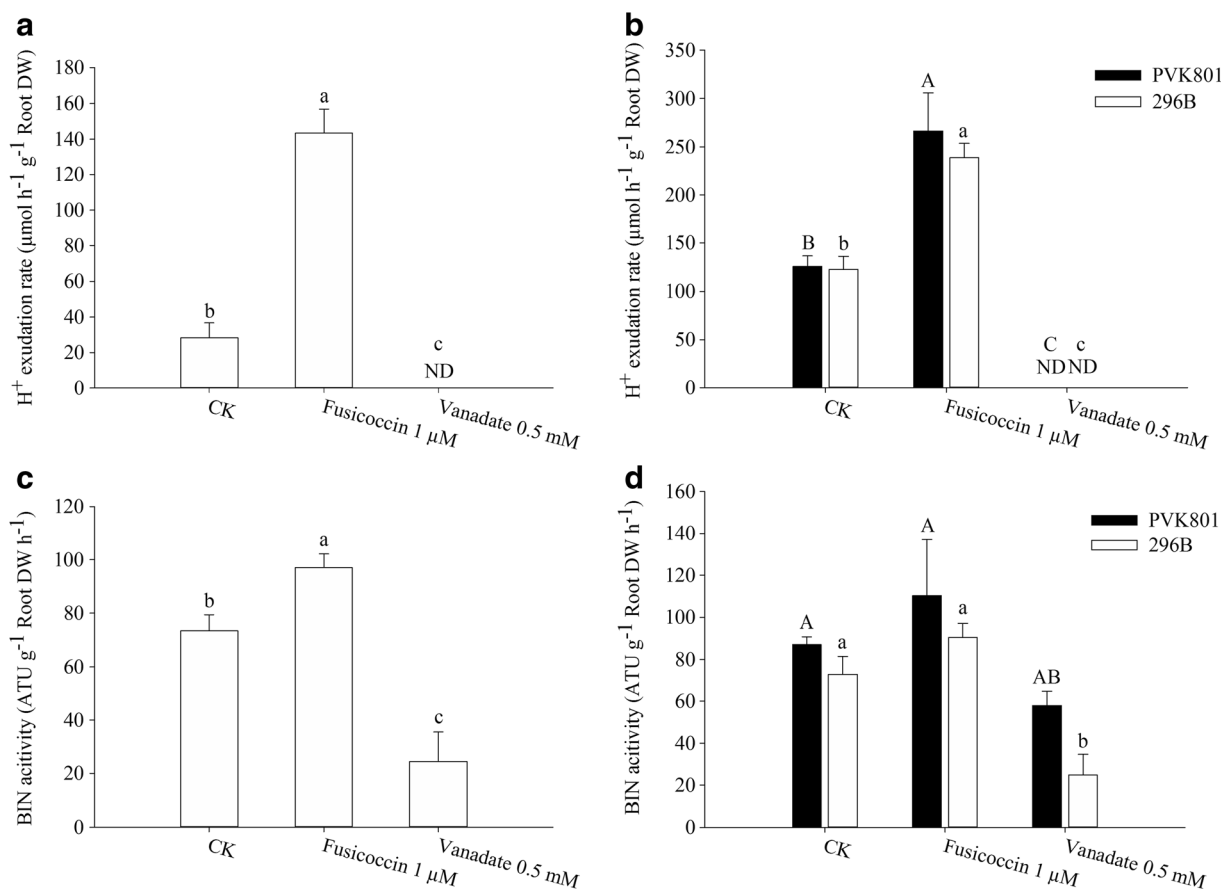 a
H⁺ exudation rate (µmol h⁻¹ g⁻¹ Root DW)
180
160
140
120
100
80
60
40
20
0
b
a
c
ND
CK
Fusicoccin 1 µM
Vanadate 0.5 mM
b
H⁺ exudation rate (µmol h⁻¹ g⁻¹ Root DW)
350
300
250
200
150
100
50
0
PVK801
296B
B b
A
a
C c
ND ND
CK
Fusicoccin 1 µM
Vanadate 0.5 mM
c
BIN acitivity (ATU g⁻¹ Root DW h⁻¹)
120
100
80
60
40
20
0
b
a
c
CK
Fusicoccin 1 µM
Vanadate 0.5 mM
d
BIN acitivity (ATU g⁻¹ Root DW h⁻¹)
160
140
120
100
80
60
40
20
0
PVK801
296B
A
a
A
a
AB
b
CK
Fusicoccin 1 µM
Vanadate 0.5 mM